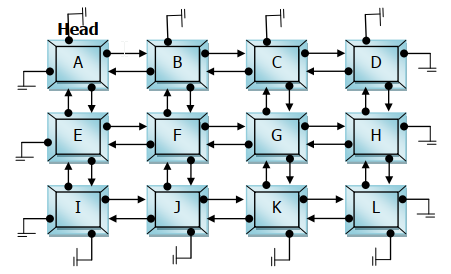 Head
A B C D
E F G H
I J K L